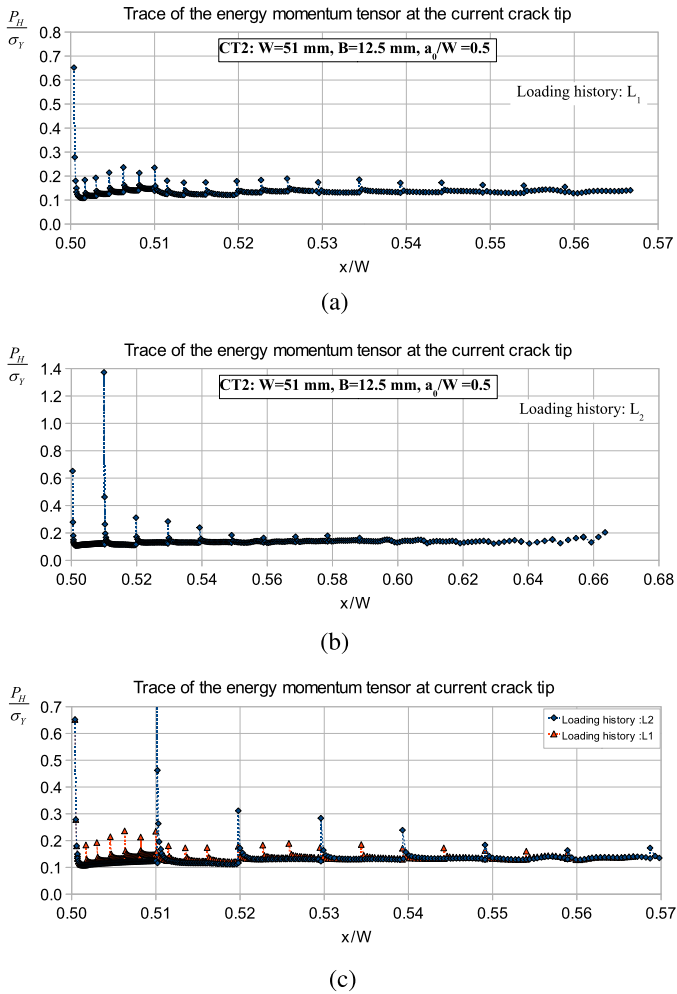 Trace of the energy momentum tensor at the current crack tip
P_H
σ_Y
0.8
CT2: W=51 mm, B=12.5 mm, a_0/W =0.5
0.7
0.6
Loading history: L_1
0.5
0.4
0.3
0.2
0.1
0.0
0.50 0.51 0.52 0.53 0.54 0.55 0.56 0.57
x/W
(a)
Trace of the energy momentum tensor at the current crack tip
P_H
σ_Y
1.4
CT2: W=51 mm, B=12.5 mm, a_0/W =0.5
1.2
Loading history: L_2
1.0
0.8
0.6
0.4
0.2
0.0
0.50 0.52 0.54 0.56 0.58 0.60 0.62 0.64 0.66 0.68
x/W
(b)
Trace of the energy momentum tensor at current crack tip
P_H
σ_Y
0.7
Loading history :L2
Loading history :L1
0.6
0.5
0.4
0.3
0.2
0.1
0.0
0.50 0.51 0.52 0.53 0.54 0.55 0.56 0.57
x/W
(c)